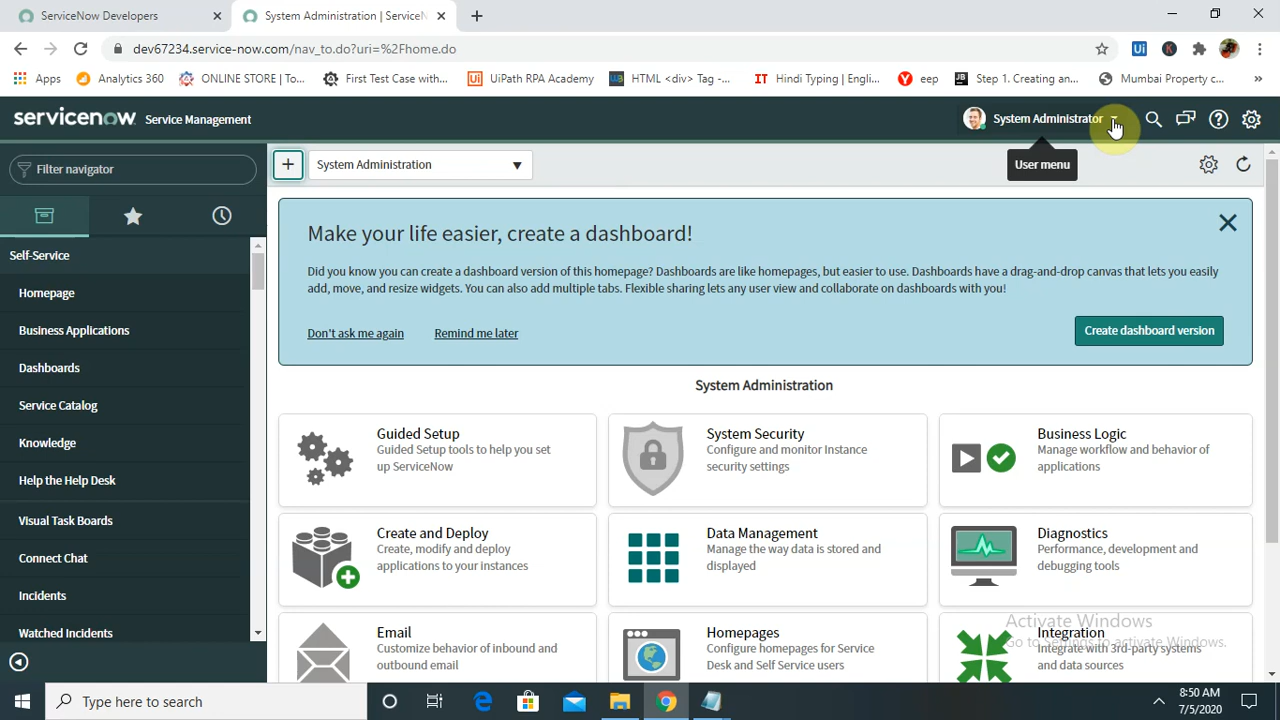 ServiceNow Developers
System Administration | ServiceN
dev67234.service-now.com/nav_to.do?uri=%2Fhome.do
Apps
Analytics 360
ONLINE STORE | To...
First Test Case with...
UiPath RPA Academy
HTML <div> Tag -...
Hindi Typing | Engli...
eep
Step 1. Creating an...
Mumbai Property c...
»
servicenow
Service Management
System Administrator
User menu
Filter navigator
System Administration
Self-Service
Homepage
Business Applications
Dashboards
Service Catalog
Knowledge
Help the Help Desk
Visual Task Boards
Connect Chat
Incidents
Watched Incidents
Make your life easier, create a dashboard!
Did you know you can create a dashboard version of this homepage? Dashboards are like homepages, but easier to use. Dashboards have a drag-and-drop canvas that lets you easily
add, move, and resize widgets. You can also add multiple tabs. Flexible sharing lets any user view and collaborate on dashboards with you!
Don't ask me again
Remind me later
Create dashboard version
System Administration
Guided Setup
Guided Setup tools to help you set
up ServiceNow
System Security
Configure and monitor Instance
security settings
Business Logic
Manage workflow and behavior of
applications
Create and Deploy
Create, modify and deploy
applications to your instances
Data Management
Manage the way data is stored and
displayed
Diagnostics
Performance, development and
debugging tools
Email
Customize behavior of inbound and
outbound email
Homepages
Configure homepages for Service
Desk and Self Service users
Integration
Integrate with 3rd-party systems
and data sources
Activate Windows
Go to Settings to activate Windows.
Type here to search
8:50 AM
7/5/2020